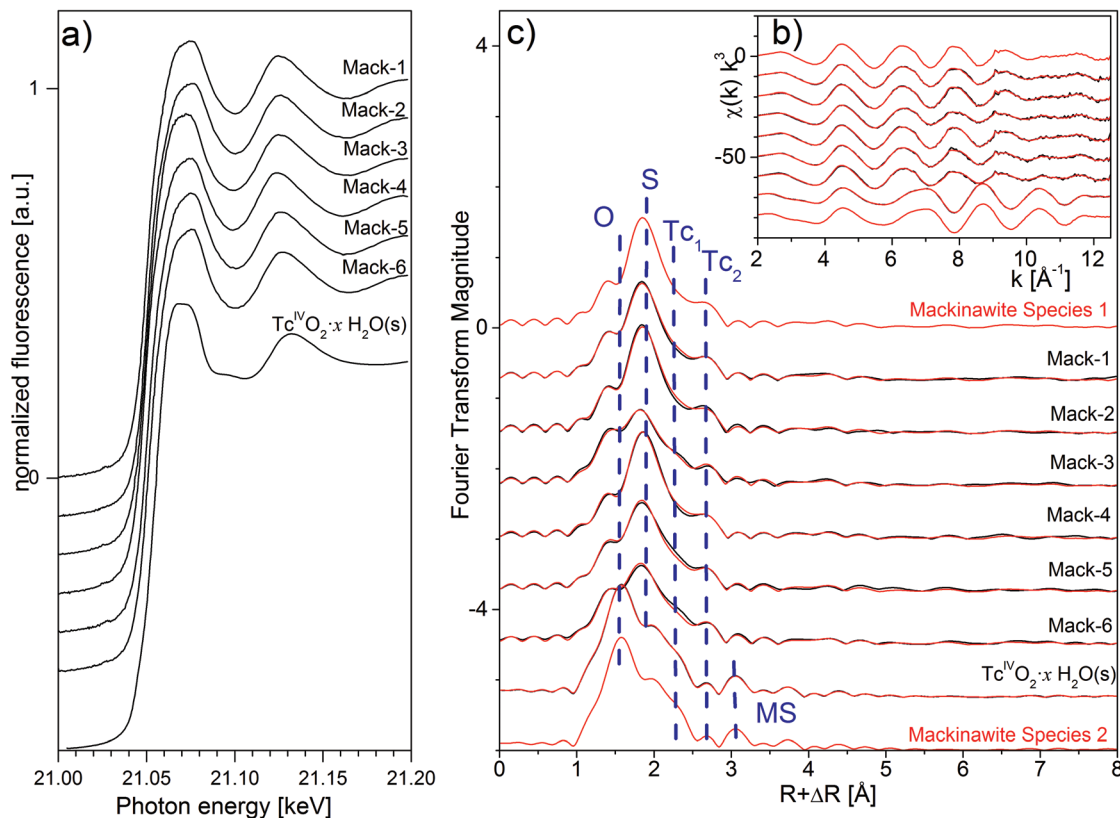 a)
normalized fluorescence [a.u.]
1
0
Mack-1
Mack-2
Mack-3
Mack-4
Mack-5
Mack-6
Tc^IVO₂·x H₂O(s)
21.00 21.05 21.10 21.15 21.20
Photon energy [keV]
c)
Fourier Transform Magnitude
4
0
-4
O
S
Tc₁
Tc₂
MS
Mackinawite Species 1
Mack-1
Mack-2
Mack-3
Mack-4
Mack-5
Mack-6
Tc^IVO₂·x H₂O(s)
Mackinawite Species 2
0 1 2 3 4 5 6 7 8
R+ΔR [Å]
b)
χ(k) k³
0
-50
2 4 6 8 10 12
k [Å⁻¹]